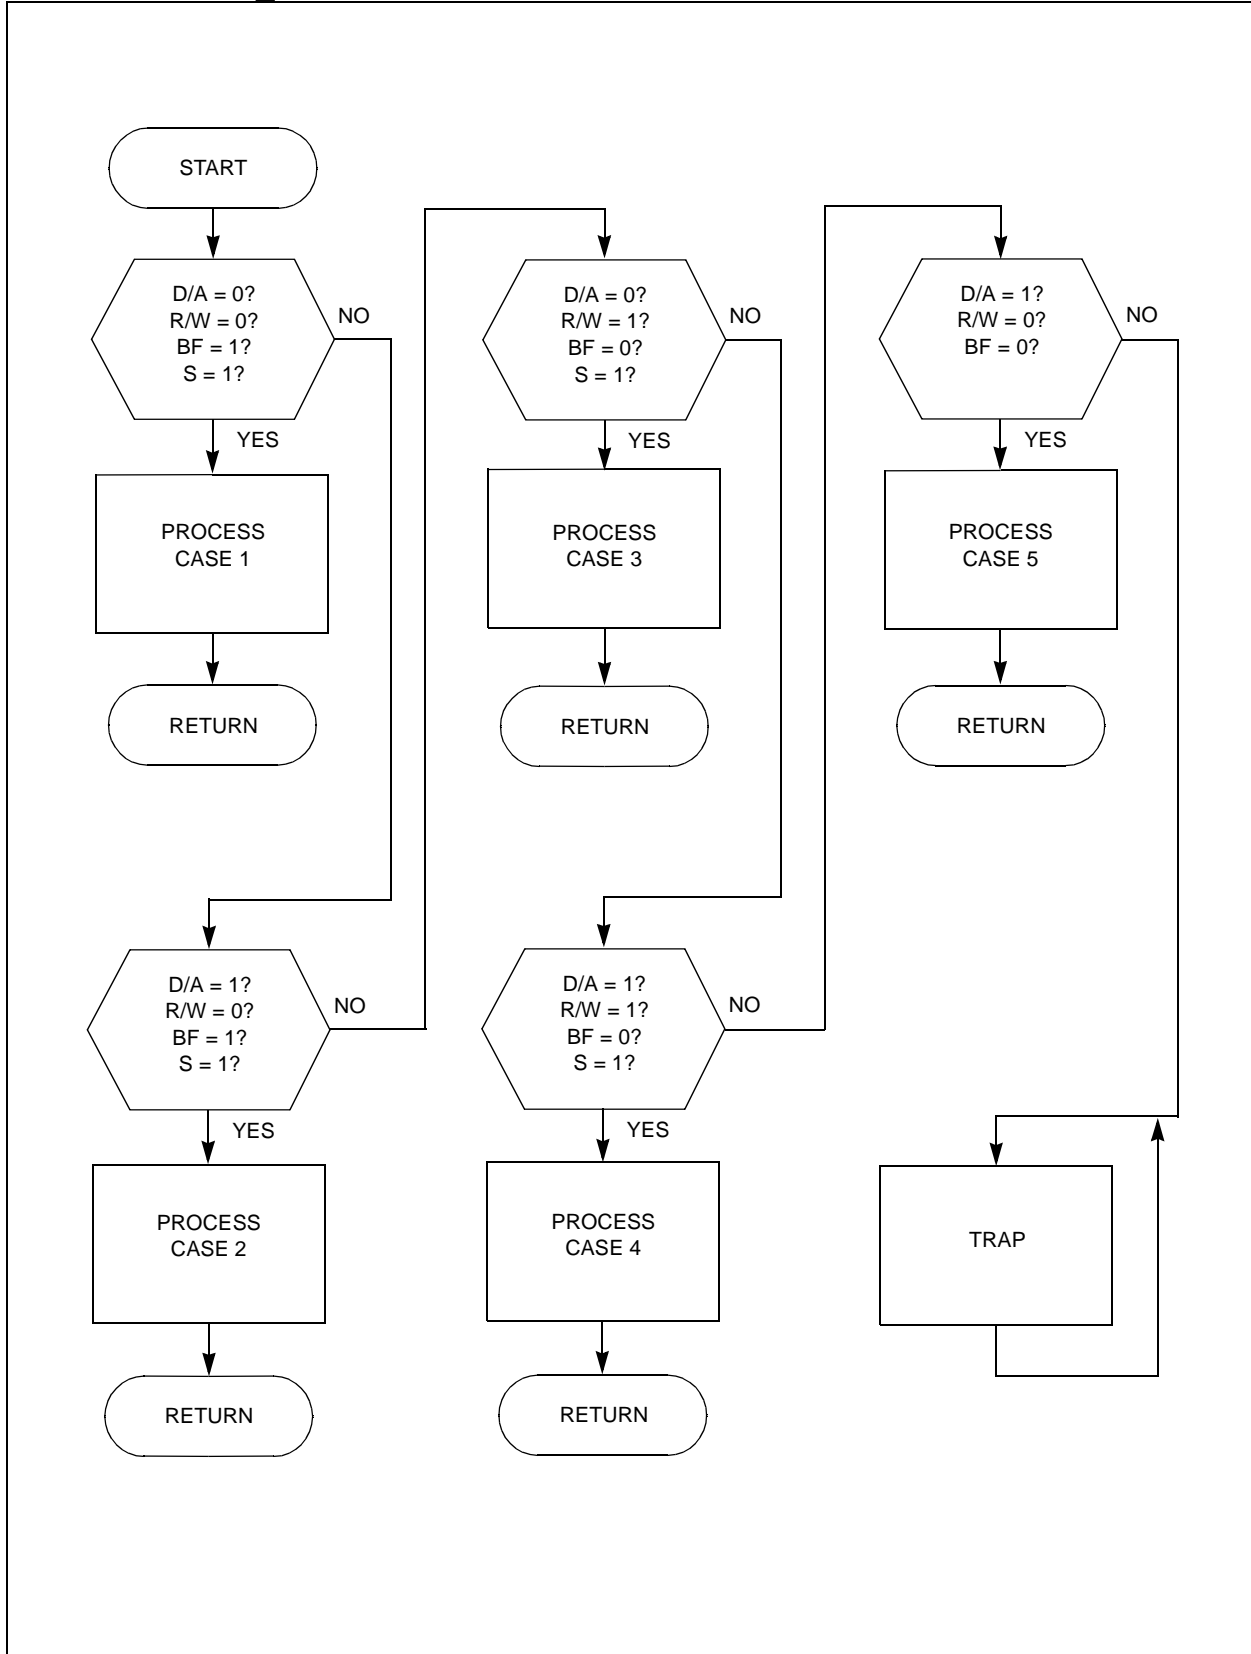 START
D/A = 0?
R/W = 0?
BF = 1?
S = 1?
NO
YES
PROCESS
CASE 1
RETURN
D/A = 1?
R/W = 0?
BF = 1?
S = 1?
NO
YES
PROCESS
CASE 2
RETURN
D/A = 0?
R/W = 1?
BF = 0?
S = 1?
NO
YES
PROCESS
CASE 3
RETURN
D/A = 1?
R/W = 1?
BF = 0?
S = 1?
NO
YES
PROCESS
CASE 4
RETURN
D/A = 1?
R/W = 0?
BF = 0?
NO
YES
PROCESS
CASE 5
RETURN
TRAP